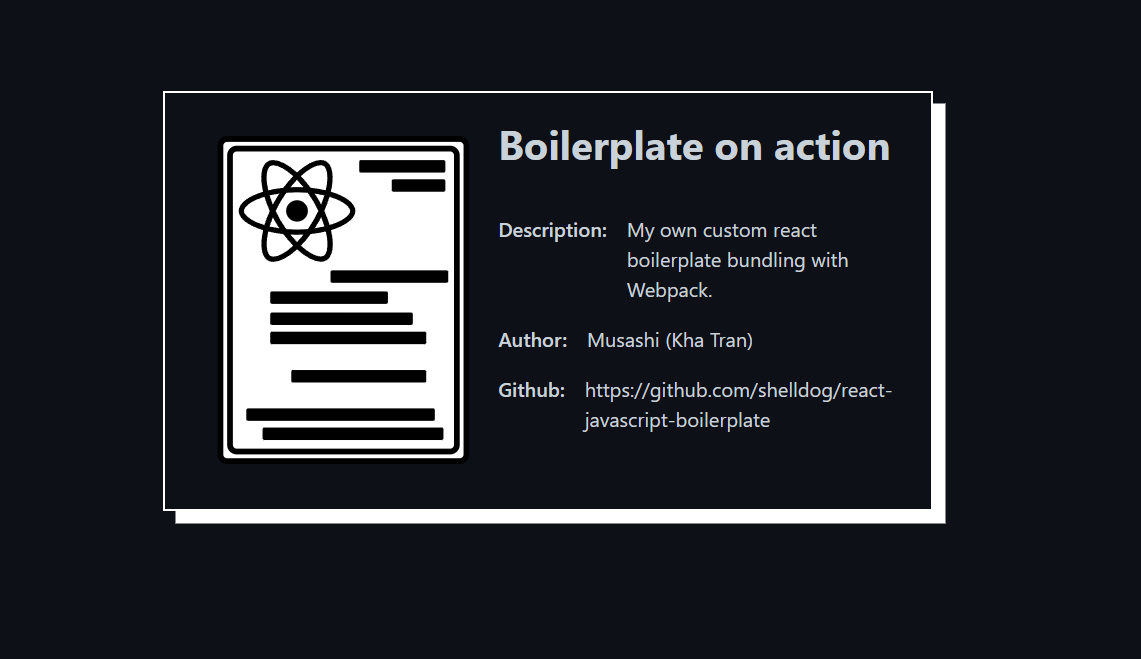 Boilerplate on action
Description: My own custom react
boilerplate bundling with
Webpack.
Author: Musashi (Kha Tran)
Github: https://github.com/shelldog/react-
javascript-boilerplate